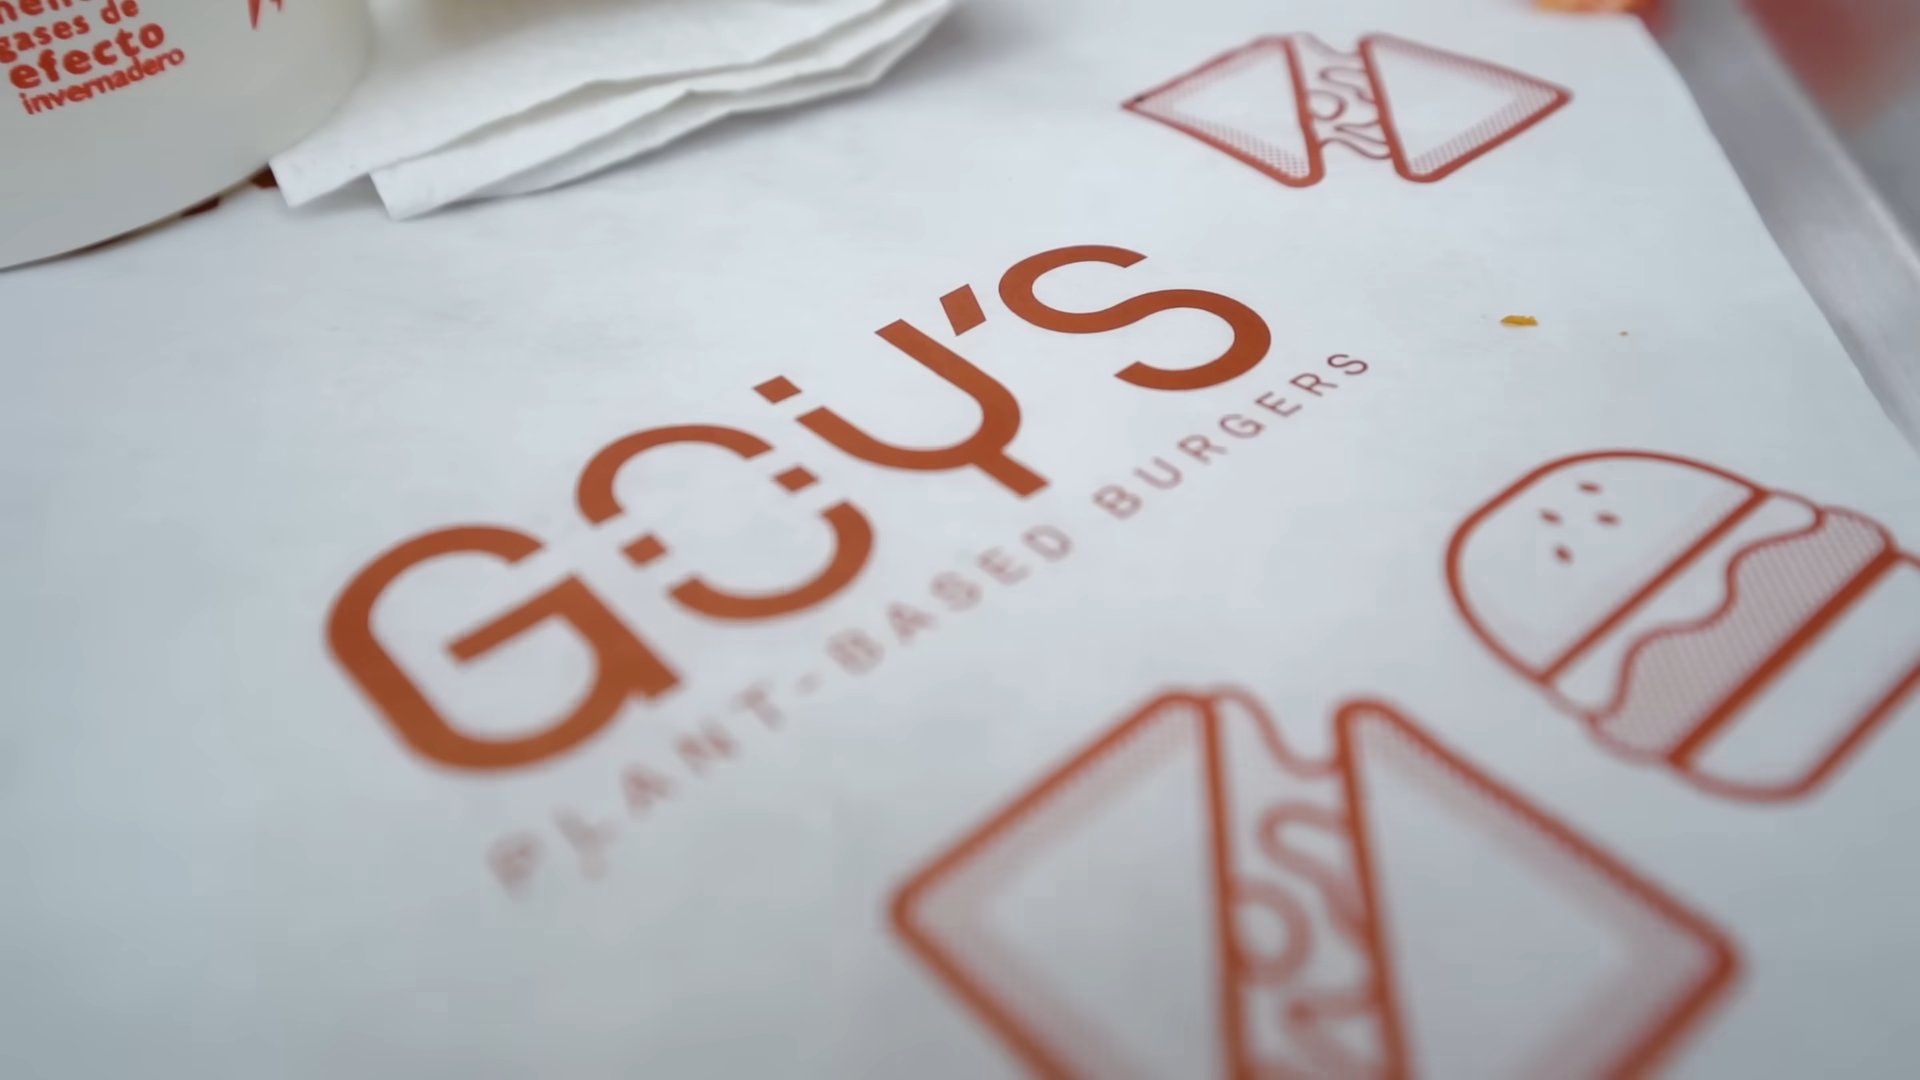 gases de
efecto
invernadero
GOY'S
PLANT-BASED BURGERS